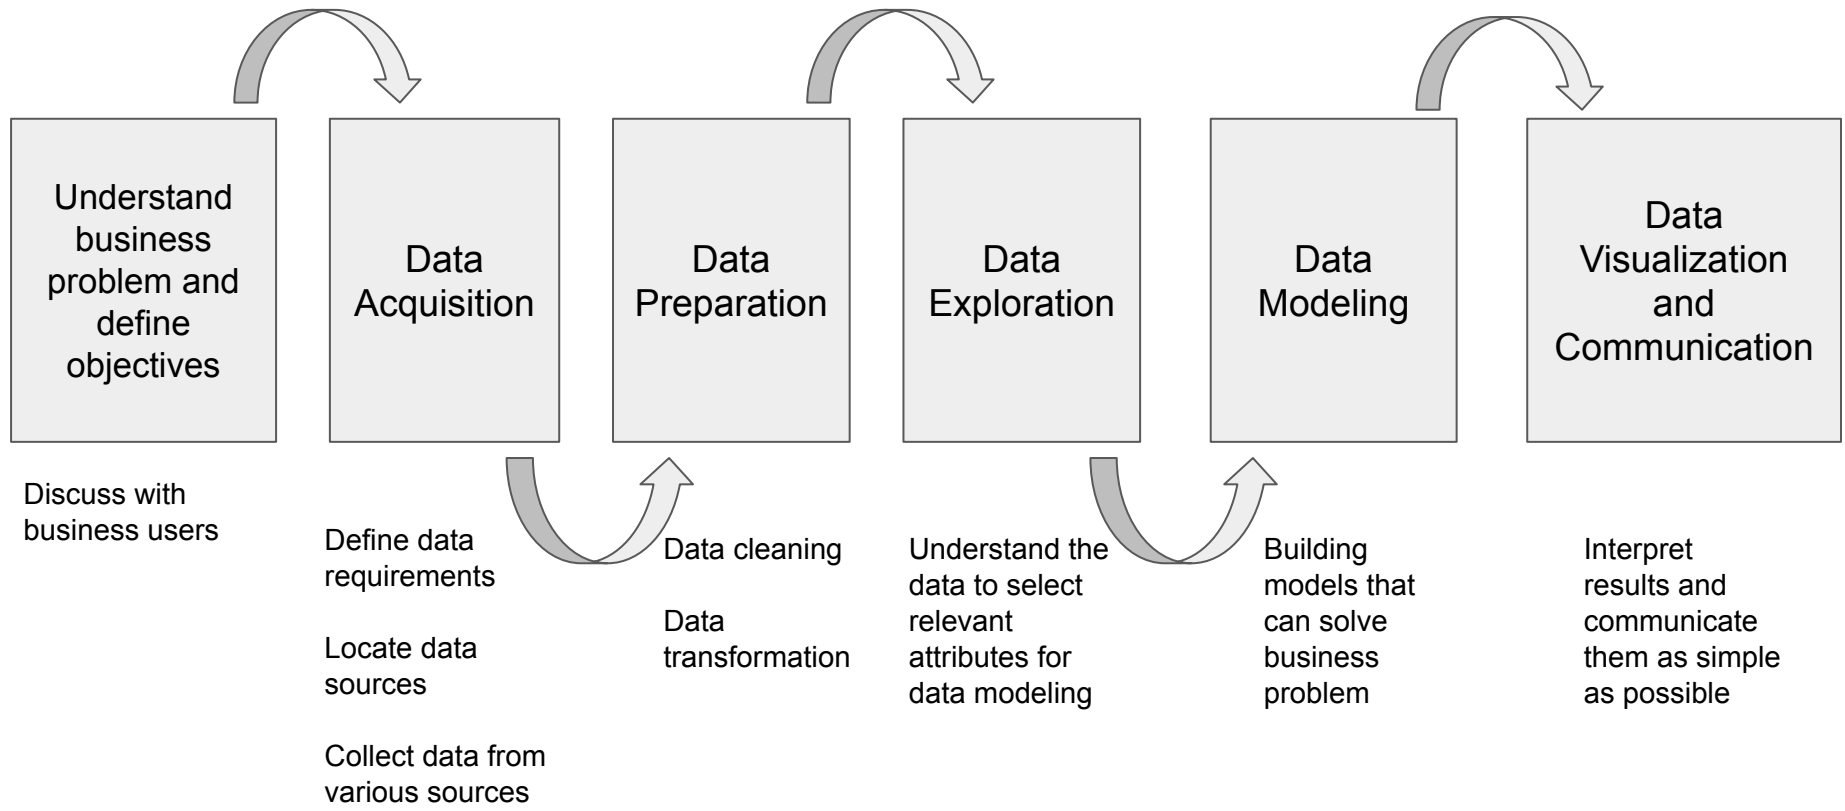 Understand
business
problem and
define
objectives
Data
Acquisition
Data
Preparation
Data
Exploration
Data
Modeling
Data
Visualization
and
Communication
Discuss with
business users
Define data
requirements
Locate data
sources
Collect data from
various sources
Data cleaning
Data
transformation
Understand the
data to select
relevant
attributes for
data modeling
Building
models that
can solve
business
problem
Interpret
results and
communicate
them as simple
as possible